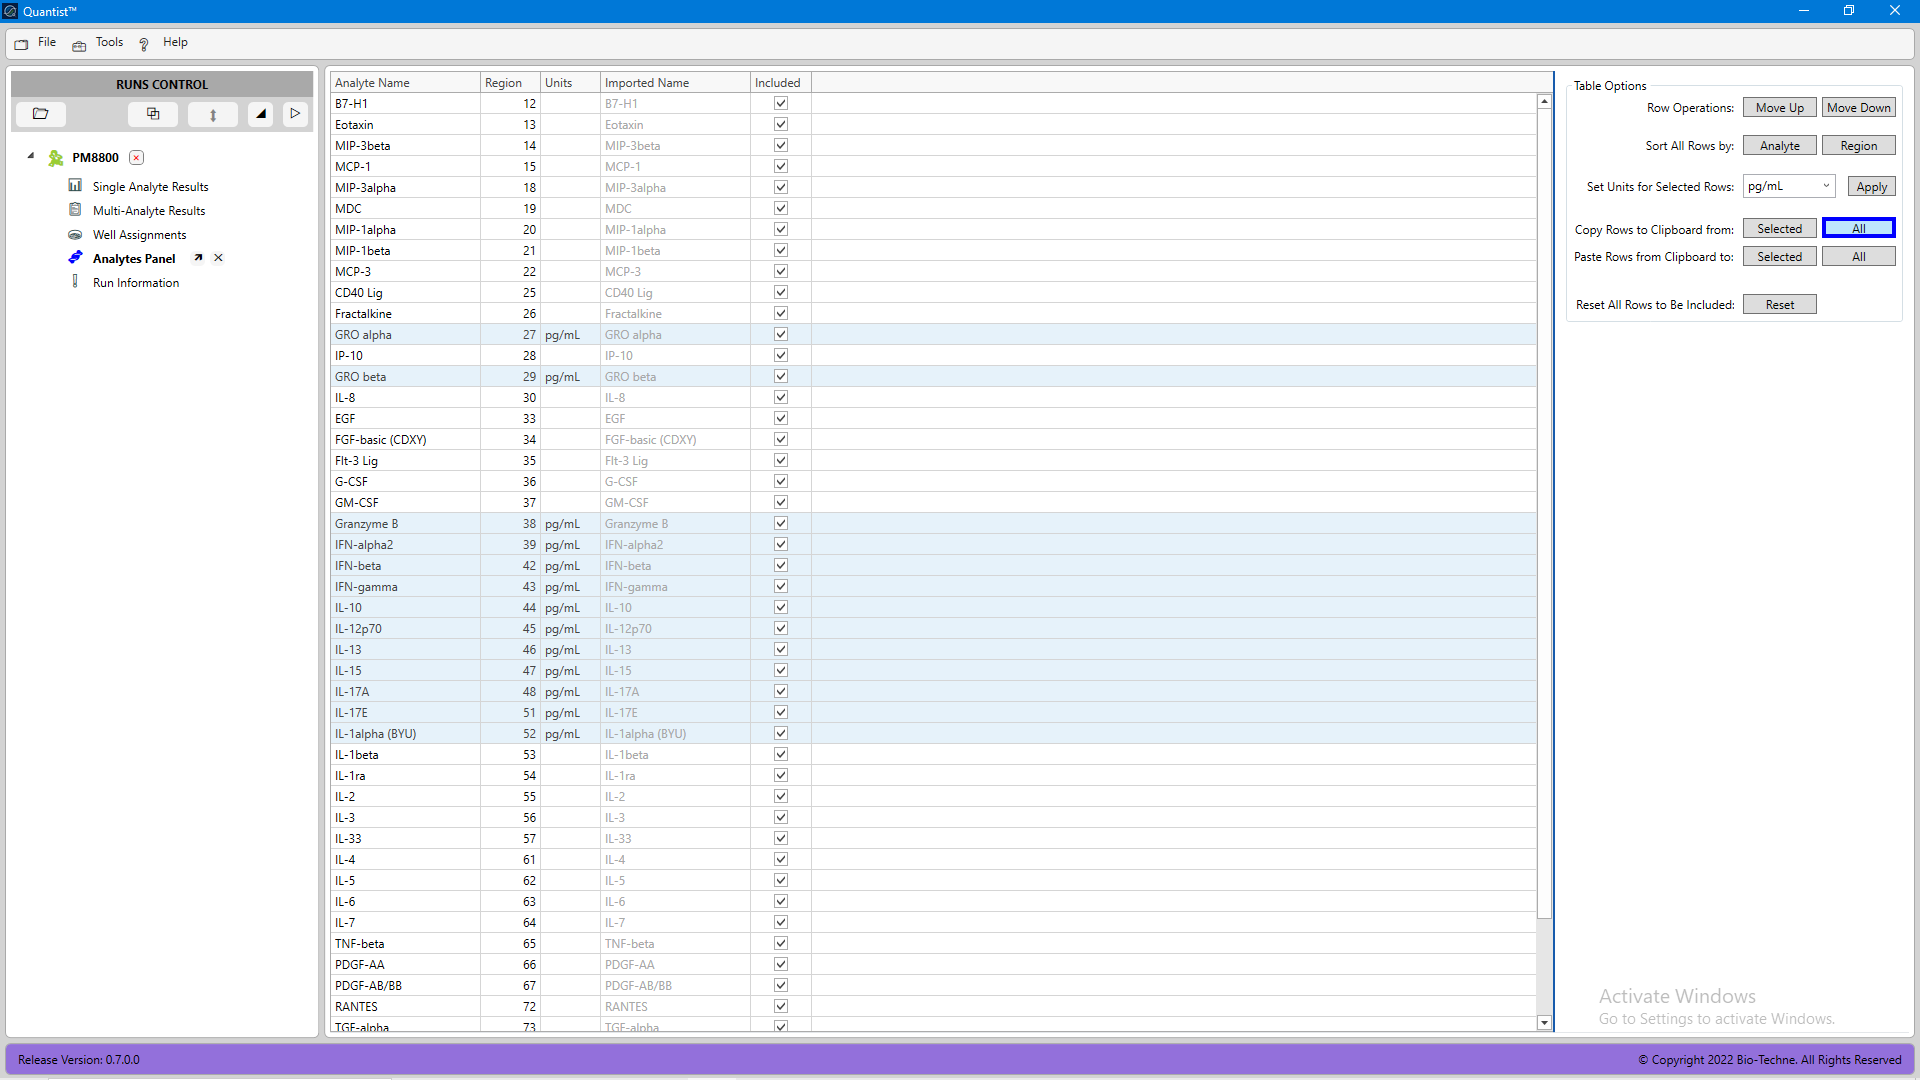 Quantist™
File Tools Help
RUNS CONTROL
PM8800
Single Analyte Results
Multi-Analyte Results
Well Assignments
Analytes Panel
Run Information
Analyte Name Region Units Imported Name Included
B7-H1 12 B7-H1
Eotaxin 13 Eotaxin
MIP-3beta 14 MIP-3beta
MCP-1 15 MCP-1
MIP-3alpha 18 MIP-3alpha
MDC 19 MDC
MIP-1alpha 20 MIP-1alpha
MIP-1beta 21 MIP-1beta
MCP-3 22 MCP-3
CD40 Lig 25 CD40 Lig
Fractalkine 26 Fractalkine
GRO alpha 27 pg/mL GRO alpha
IP-10 28 IP-10
GRO beta 29 pg/mL GRO beta
IL-8 30 IL-8
EGF 33 EGF
FGF-basic (CDXY) 34 FGF-basic (CDXY)
Flt-3 Lig 35 Flt-3 Lig
G-CSF 36 G-CSF
GM-CSF 37 GM-CSF
Granzyme B 38 pg/mL Granzyme B
IFN-alpha2 39 pg/mL IFN-alpha2
IFN-beta 42 pg/mL IFN-beta
IFN-gamma 43 pg/mL IFN-gamma
IL-10 44 pg/mL IL-10
IL-12p70 45 pg/mL IL-12p70
IL-13 46 pg/mL IL-13
IL-15 47 pg/mL IL-15
IL-17A 48 pg/mL IL-17A
IL-17E 51 pg/mL IL-17E
IL-1alpha (BYU) 52 pg/mL IL-1alpha (BYU)
IL-1beta 53 IL-1beta
IL-1ra 54 IL-1ra
IL-2 55 IL-2
IL-3 56 IL-3
IL-33 57 IL-33
IL-4 61 IL-4
IL-5 62 IL-5
IL-6 63 IL-6
IL-7 64 IL-7
TNF-beta 65 TNF-beta
PDGF-AA 66 PDGF-AA
PDGF-AB/BB 67 PDGF-AB/BB
RANTES 72 RANTES
TGF-alpha 73 TGF-alpha
Table Options
Row Operations: Move Up Move Down
Sort All Rows by: Analyte Region
Set Units for Selected Rows: pg/mL Apply
Copy Rows to Clipboard from: Selected All
Paste Rows from Clipboard to: Selected All
Reset All Rows to Be Included: Reset
Activate Windows
Go to Settings to activate Windows.
Release Version: 0.7.0.0
© Copyright 2022 Bio-Techne. All Rights Reserved